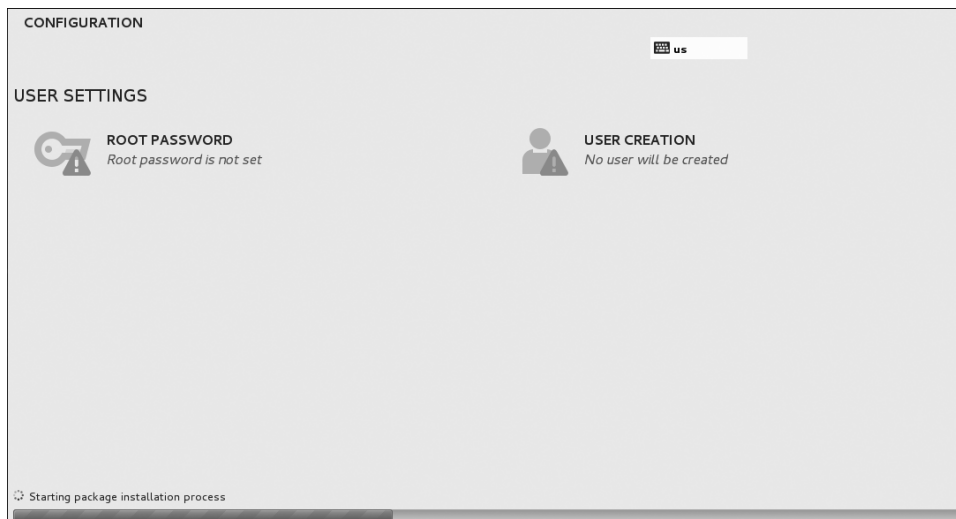 CONFIGURATION
us
USER SETTINGS
ROOT PASSWORD
Root password is not set
USER CREATION
No user will be created
Starting package installation process